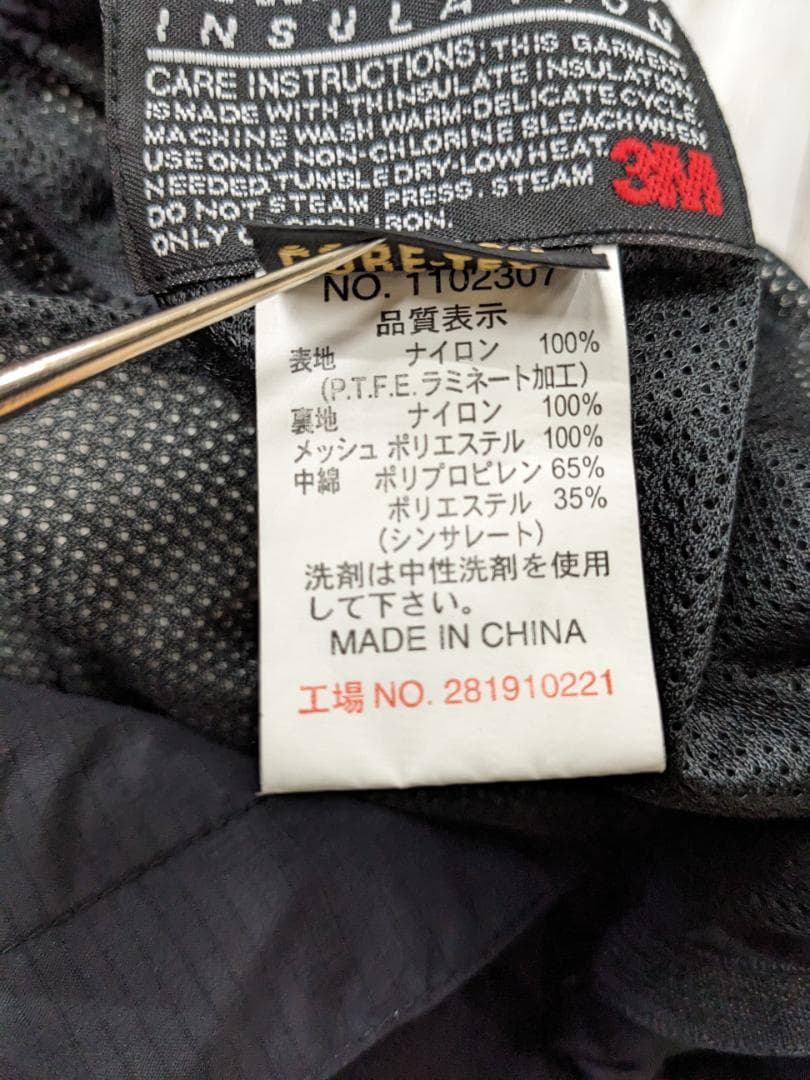 INSULATION
CARE INSTRUCTIONS: THIS GARMENT
IS MADE WITH THINSULATE INSULATION.
MACHINE WASH WARM-DELICATE CYCLE
USE ONLY NON-CHLORINE BLEACH WHEN
NEEDED. TUMBLE DRY-LOW HEAT
DO NOT STEAM PRESS. STEAM
ONLY IRON.
3M
GORE-TEX
NO. 1102307
品質表示
表地 ナイロン 100%
(P.T.F.E.ラミネート加工)
裏地 ナイロン 100%
メッシュ ポリエステル 100%
中綿 ポリプロピレン 65%
ポリエステル 35%
(シンサレート)
洗剤は中性洗剤を使用
して下さい。
MADE IN CHINA
工場 NO. 281910221